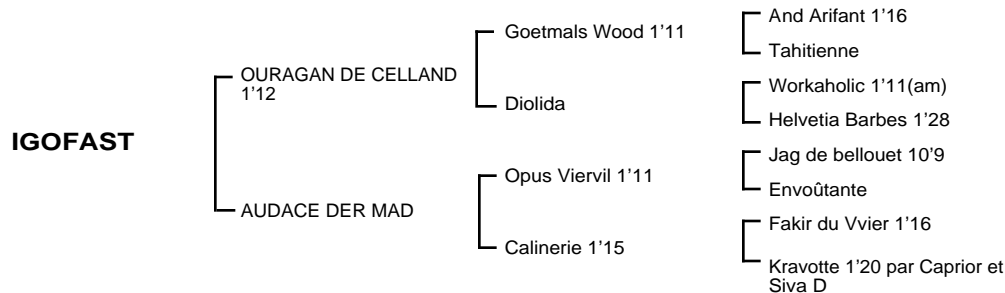 IGOFAST
OURAGAN DE CELLAND
1’12
AUDACE DER MAD
Goetmals Wood 1’11
Diolida
Opus Viervil 1’11
Calinerie 1’15
And Arifant 1’16
Tahitienne
Workaholic 1’11(am)
Helvetia Barbes 1’28
Jag de bellouet 10’9
Envoûtante
Fakir du Vvier 1’16
Kravotte 1’20 par Caprior et
Siva D